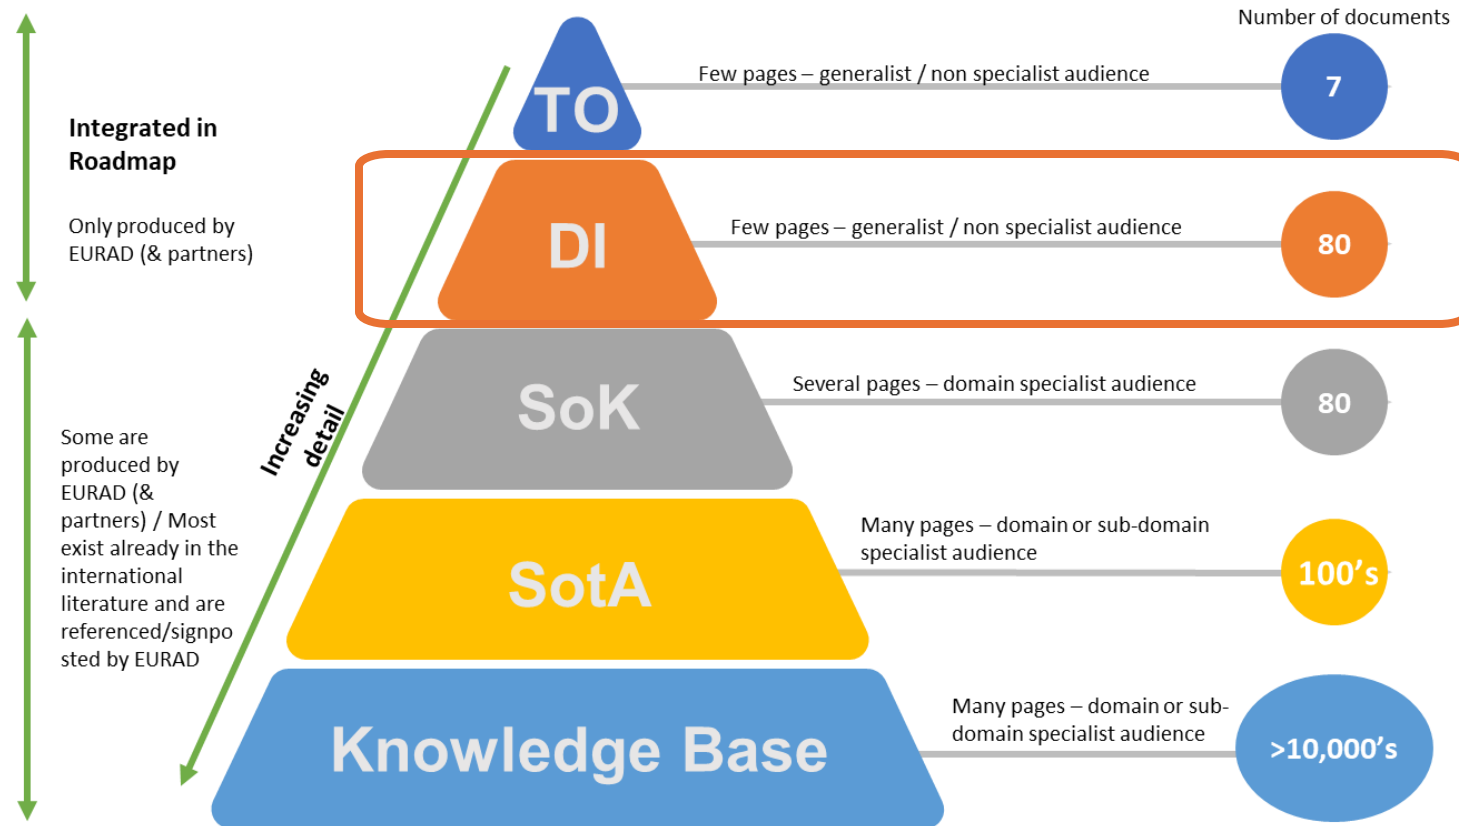 Number of documents
TO
Few pages – generalist / non specialist audience
7
Integrated in
Roadmap
Only produced by
EURAD (& partners)
DI
Few pages – generalist / non specialist audience
80
Increasing
detail
SoK
Several pages – domain specialist audience
80
Some are
produced by
EURAD (&
partners) / Most
exist already in the
international
literature and are
referenced/signpo
sted by EURAD
SotA
Many pages – domain or sub-domain
specialist audience
100’s
Knowledge Base
Many pages – domain or sub-
domain specialist audience
>10,000’s